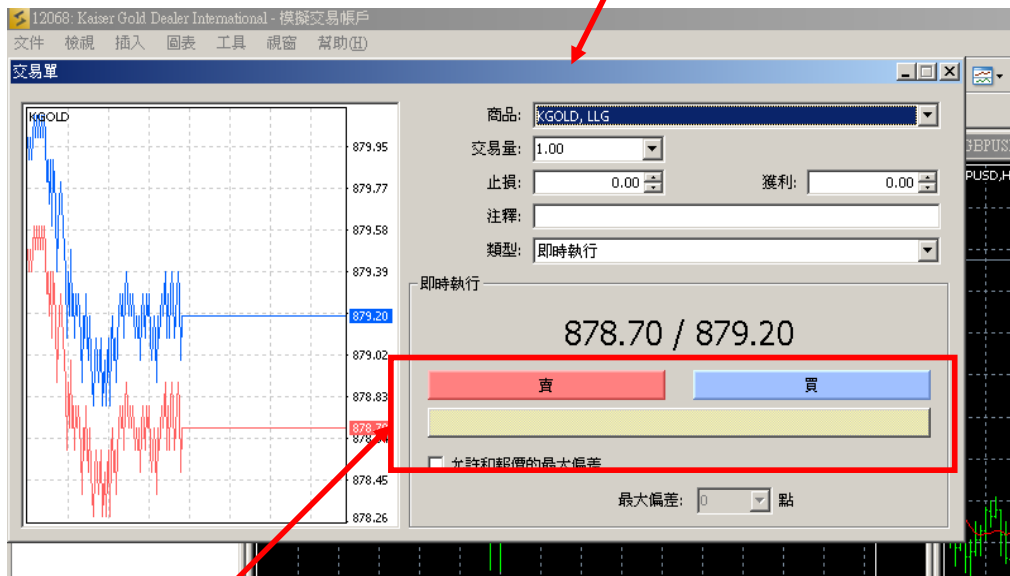 12068: Kaiser Gold Dealer International - 模擬交易帳戶
文件 檢視 插入 圖表 工具 視窗 幫助(H)
交易單
KGOLD
879.95
879.77
879.58
879.39
879.20
879.02
878.83
878.70
878.64
878.45
878.26
商品: KGOLD, LLG
交易量: 1.00
止損: 0.00 獲利: 0.00
注釋:
類型: 即時執行
即時執行
878.70 / 879.20
賣 買
允許和報價的最大偏差
最大偏差: 0 點
GBPUS
PUSD,H